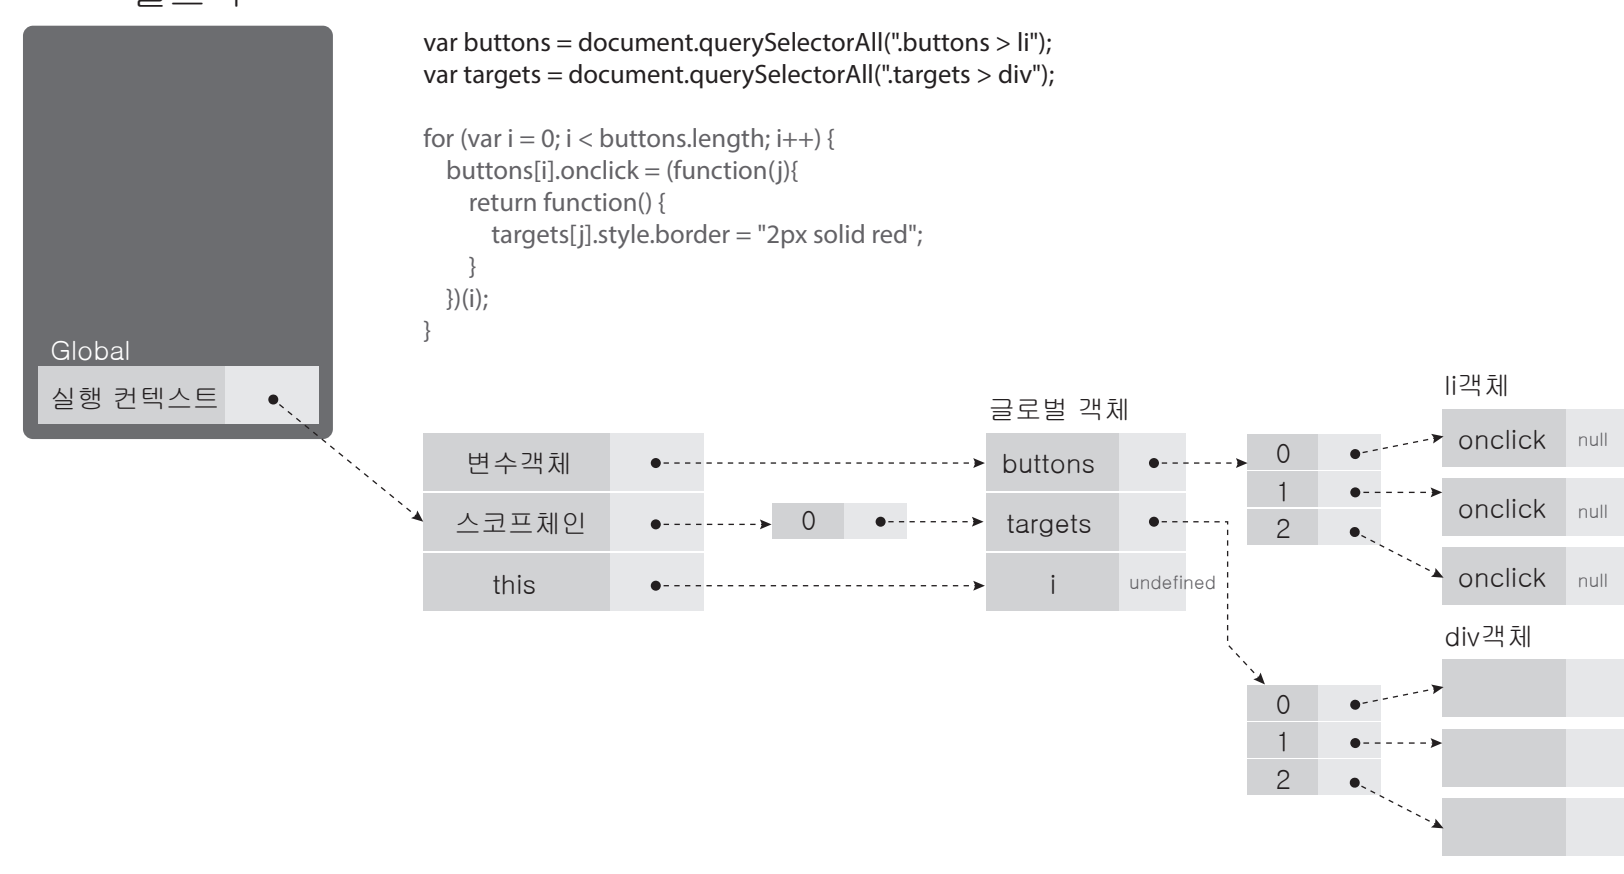 var buttons = document.querySelectorAll(".buttons > li");
var targets = document.querySelectorAll(".targets > div");
for (var i = 0; i < buttons.length; i++) {
buttons[i].onclick = (function(j){
return function() {
targets[j].style.border = "2px solid red";
}
})(i);
}
Global
실행 컨텍스트
변수객체
스코프체인
this
0
글로벌 객체
buttons
targets
i undefined
0
1
2
li객체
onclick null
onclick null
onclick null
div객체
0
1
2